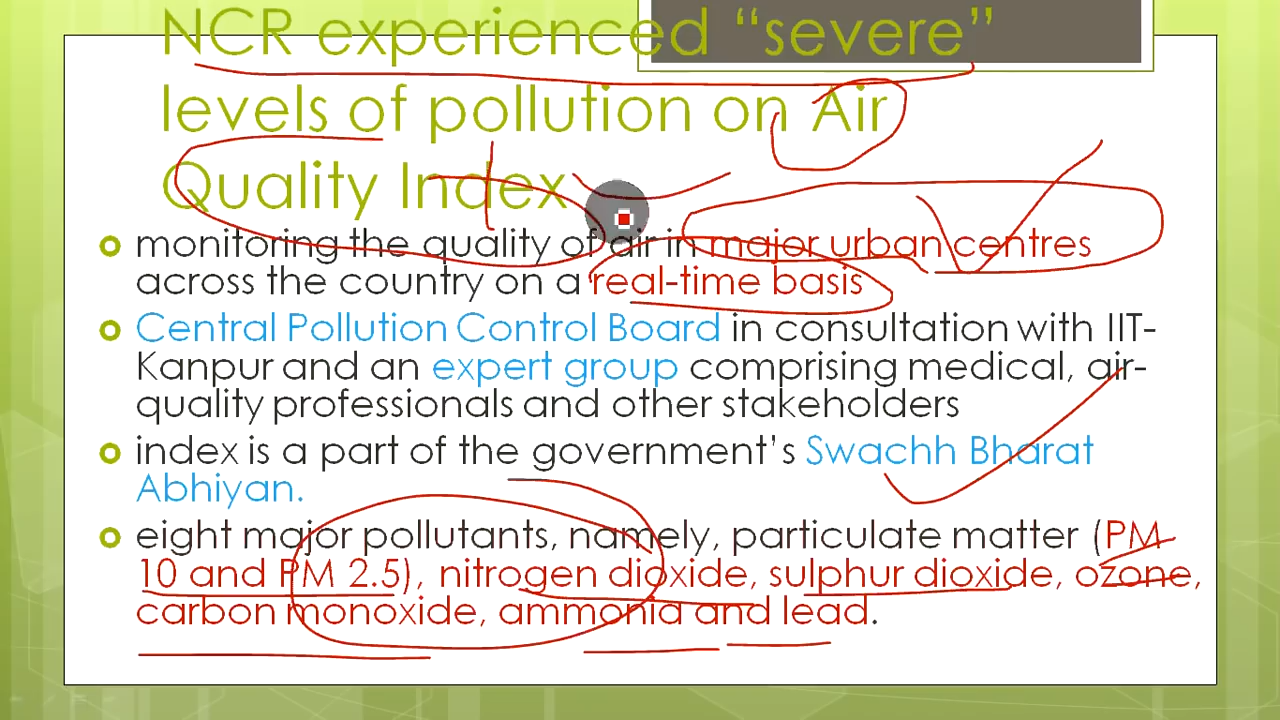 NCR experienced “severe”
levels of pollution on Air
Quality Index
monitoring the quality of air in major urban centres
across the country on a real-time basis
Central Pollution Control Board in consultation with IIT-
Kanpur and an expert group comprising medical, air-
quality professionals and other stakeholders
index is a part of the government’s Swachh Bharat
Abhiyan.
eight major pollutants, namely, particulate matter (PM
10 and PM 2.5), nitrogen dioxide, sulphur dioxide, ozone,
carbon monoxide, ammonia and lead.